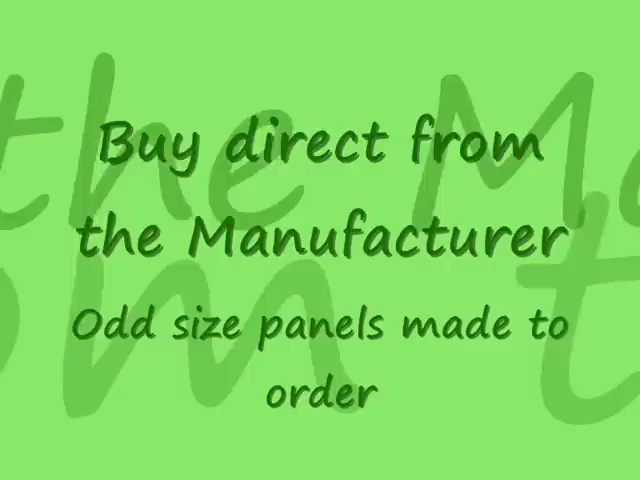 Buy direct from
the Manufacturer
Odd size panels made to
order